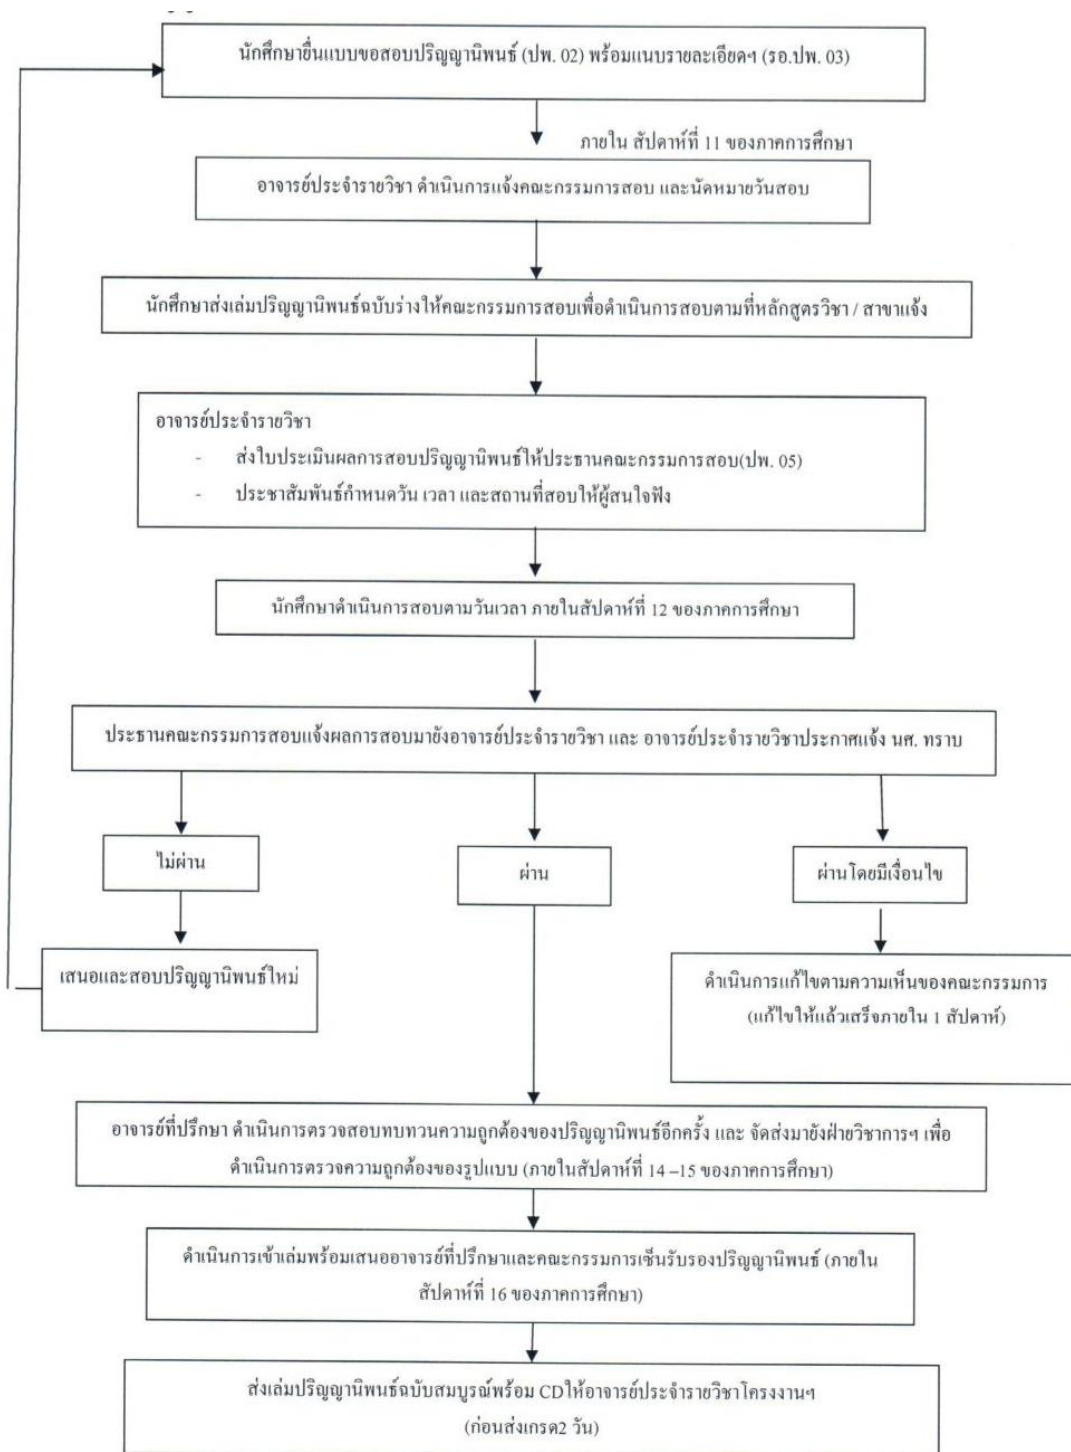 นักศึกษายื่นแบบขอสอบปริญญานิพนธ์ (ปพ. 02) พร้อมแนบรายละเอียดฯ (รอ.ปพ. 03)
ภายใน สัปดาห์ที่ 11 ของภาคการศึกษา
อาจารย์ประจำรายวิชา ดำเนินการแจ้งคณะกรรมการสอบ และนัดหมายวันสอบ
นักศึกษาส่งเล่มปริญญานิพนธ์ฉบับร่างให้คณะกรรมการสอบเพื่อดำเนินการสอบตามที่หลักสูตรวิชา / สาขาแจ้ง
อาจารย์ประจำรายวิชา
- ส่งใบประเมินผลการสอบปริญญานิพนธ์ให้ประธานคณะกรรมการสอบ(ปพ. 05)
- ประชาสัมพันธ์กำหนดวัน เวลา และสถานที่สอบให้ผู้สนใจฟัง
นักศึกษาดำเนินการสอบตามวันเวลา ภายในสัปดาห์ที่ 12 ของภาคการศึกษา
ประธานคณะกรรมการสอบแจ้งผลการสอบมายังอาจารย์ประจำรายวิชา และ อาจารย์ประจำรายวิชาประกาศแจ้ง นศ. ทราบ
ไม่ผ่าน
ผ่าน
ผ่านโดยมีเงื่อนไข
เสนอและสอบปริญญานิพนธ์ใหม่
ดำเนินการแก้ไขตามความเห็นของคณะกรรมการ
(แก้ไขให้แล้วเสร็จภายใน 1 สัปดาห์)
อาจารย์ที่ปรึกษา ดำเนินการตรวจสอบทบทวนความถูกต้องของปริญญานิพนธ์อีกครั้ง และ จัดส่งมายังฝ่ายวิชาการฯ เพื่อ
ดำเนินการตรวจความถูกต้องของรูปแบบ (ภายในสัปดาห์ที่ 14 –15 ของภาคการศึกษา)
ดำเนินการเข้าเล่มพร้อมเสนออาจารย์ที่ปรึกษาและคณะกรรมการเซ็นรับรองปริญญานิพนธ์ (ภายใน
สัปดาห์ที่ 16 ของภาคการศึกษา)
ส่งเล่มปริญญานิพนธ์ฉบับสมบูรณ์พร้อม CDให้อาจารย์ประจำรายวิชาโครงงานฯ
(ก่อนส่งเกรด2 วัน)